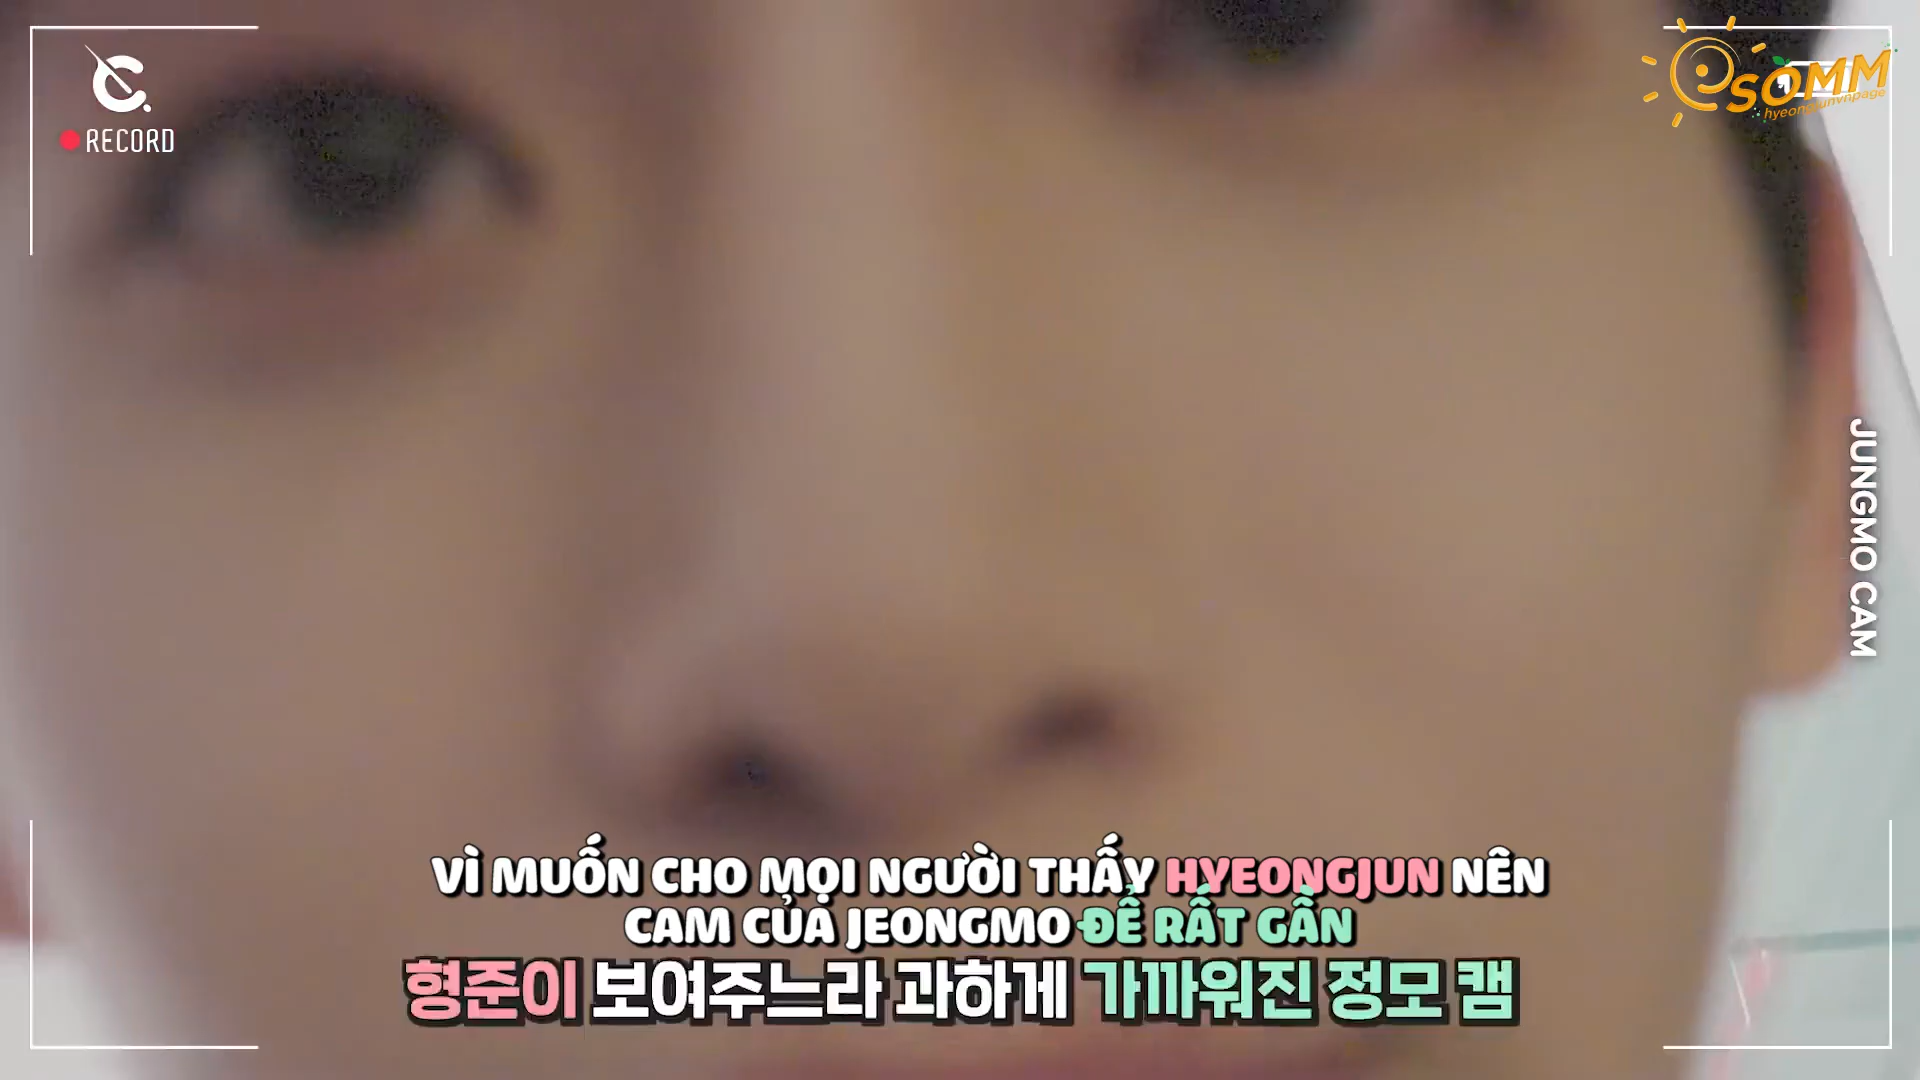 C.
RECORD
SOMM
hyeongjunvnpage
JUNGMO CAM
VÌ MUỐN CHO MỌI NGƯỜI THẤY HYEONGJUN NÊN
CAM CỦA JEONGMO ĐỂ RẤT GẦN
형준이 보여주느라 과하게 가까워진 정모 캠